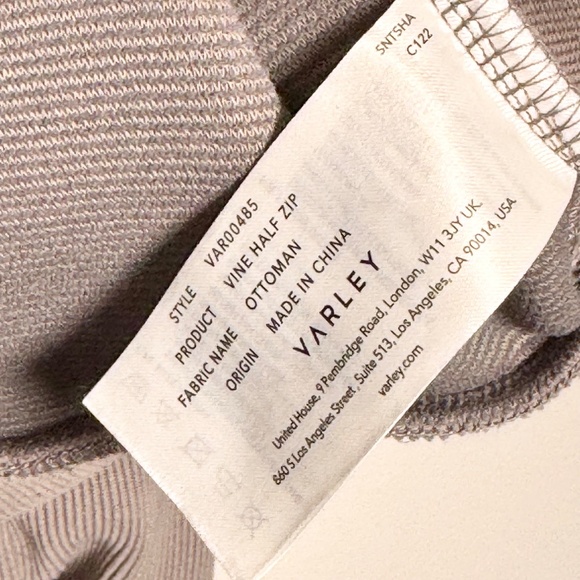 SNTSHA
C122
STYLE VAR00485
PRODUCT VINE HALF ZIP
FABRIC NAME OTTOMAN
ORIGIN MADE IN CHINA
VARLEY
United House, 9 Pembridge Road, London, W11 3JY UK.
860 S Los Angeles Street, Suite 513, Los Angeles, CA 90014, USA
varley.com